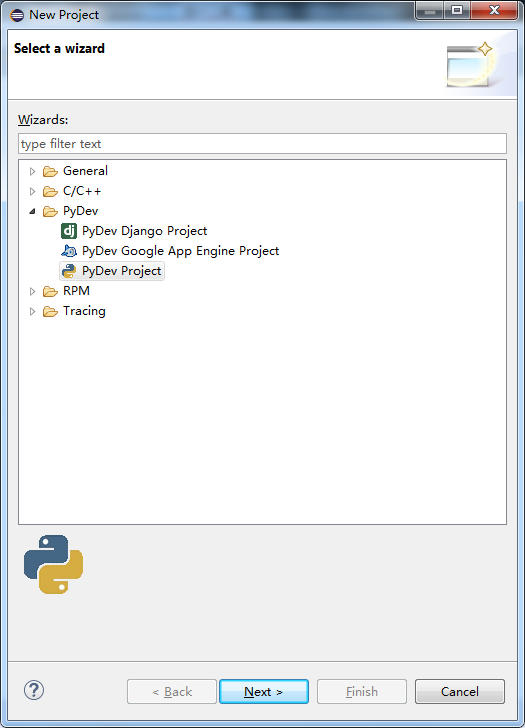 New Project
Select a wizard
Wizards:
type filter text
General
C/C++
PyDev
dj PyDev Django Project
PyDev Google App Engine Project
PyDev Project
RPM
Tracing
? < Back Next > Finish Cancel